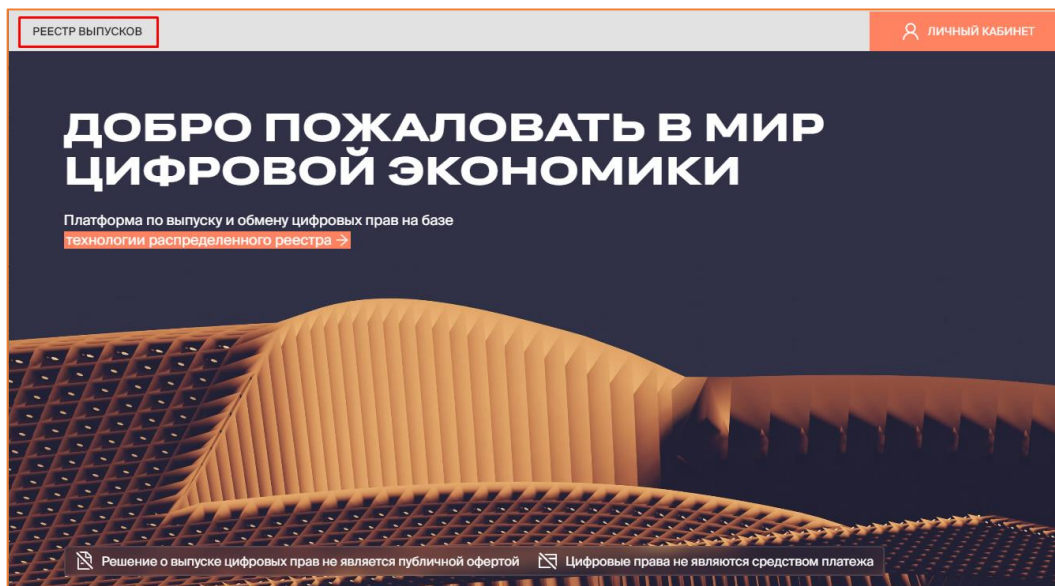 РЕЕСТР ВЫПУСКОВ
ЛИЧНЫЙ КАБИНЕТ
ДОБРО ПОЖАЛОВАТЬ В МИР
ЦИФРОВОЙ ЭКОНОМИКИ
Платформа по выпуску и обмену цифровых прав на базе
технологии распределенного реестра →
Решение о выпуске цифровых прав не является публичной офертой
Цифровые права не являются средством платежа